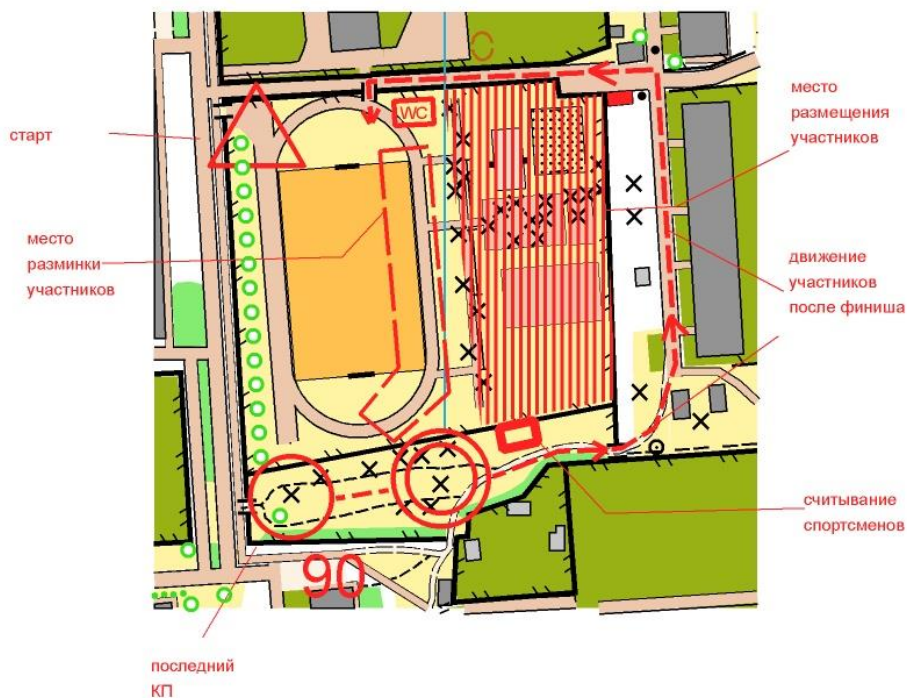 старт
место
разминки
участников
WC
место
размещения
участников
движение
участников
после финиша
считывание
спортсменов
90
последний
КП